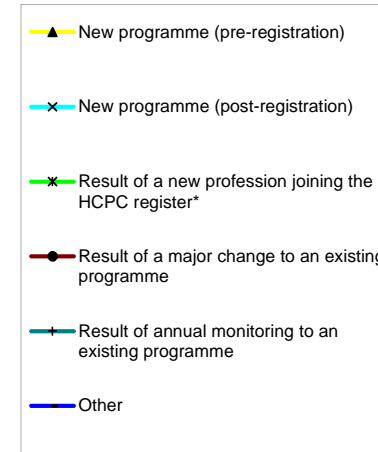 New programme (pre-registration)
New programme (post-registration)
Result of a new profession joining the
HCPC register*
Result of a major change to an existing
programme
Result of annual monitoring to an
existing programme
Other